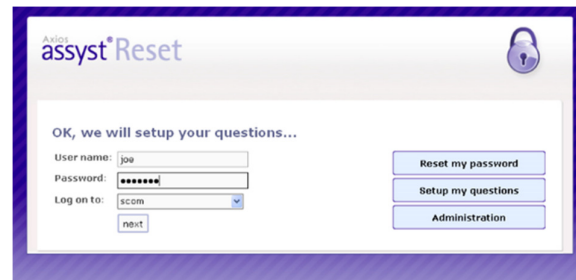 Axios
assyst® Reset
OK, we will setup your questions...
User name: joe
Password: •••••••
Log on to: scom
next
Reset my password
Setup my questions
Administration